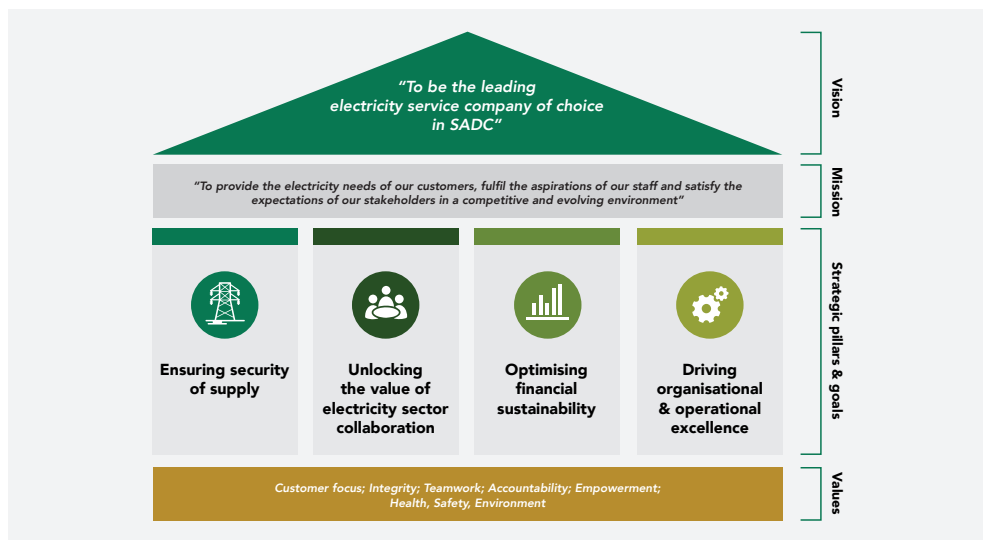 “To be the leading
electricity service company of choice
in SADC“
Vision
“To provide the electricity needs of our customers, fulfil the aspirations of our staff and satisfy the
expectations of our stakeholders in a competitive and evolving environment”
Mission
Ensuring security
of supply
Unlocking
the value of
electricity sector
collaboration
Optimising
financial
sustainability
Driving
organisational
& operational
excellence
Strategic pillars & goals
Customer focus; Integrity; Teamwork; Accountability; Empowerment;
Health, Safety, Environment
Values